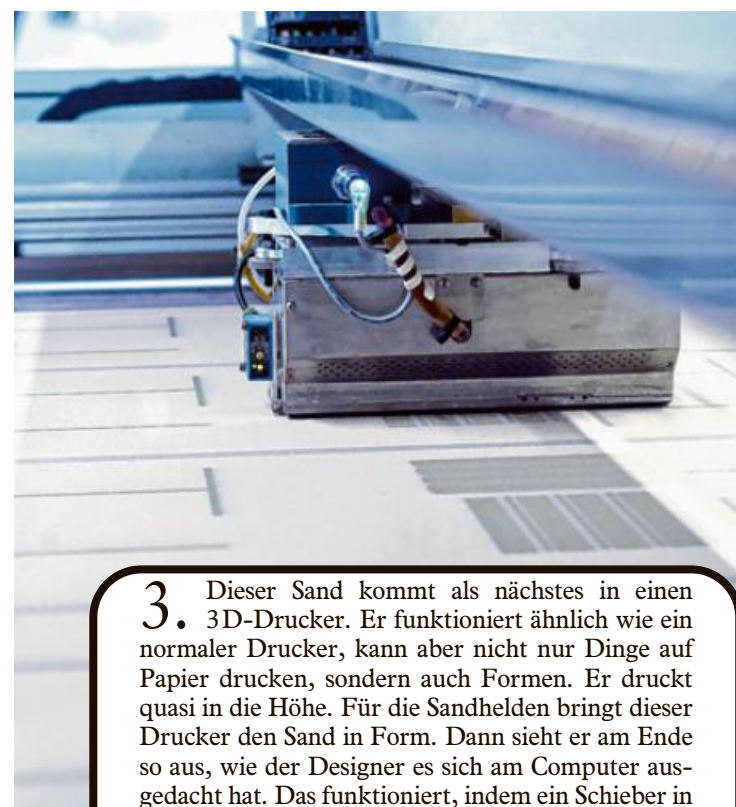 3. Dieser Sand kommt als nächstes in einen
3D-Drucker. Er funktioniert ähnlich wie ein
normaler Drucker, kann aber nicht nur Dinge auf
Papier drucken, sondern auch Formen. Er druckt
quasi in die Höhe. Für die Sandhelden bringt dieser
Drucker den Sand in Form. Dann sieht er am Ende
so aus, wie der Designer es sich am Computer aus-
gedacht hat. Das funktioniert, indem ein Schieber in